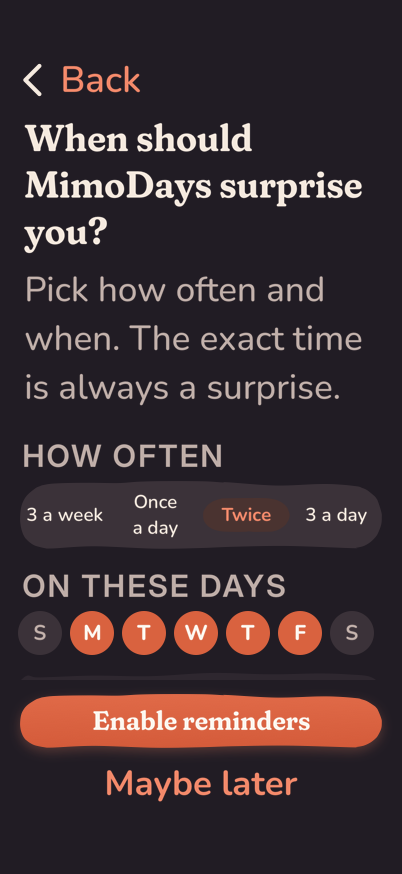 Back
When should
MimoDays surprise
you?
Pick how often and
when. The exact time
is always a surprise.
HOW OFTEN
3 a week Once a day Twice 3 a day
ON THESE DAYS
S M T W T F S
Enable reminders
Maybe later